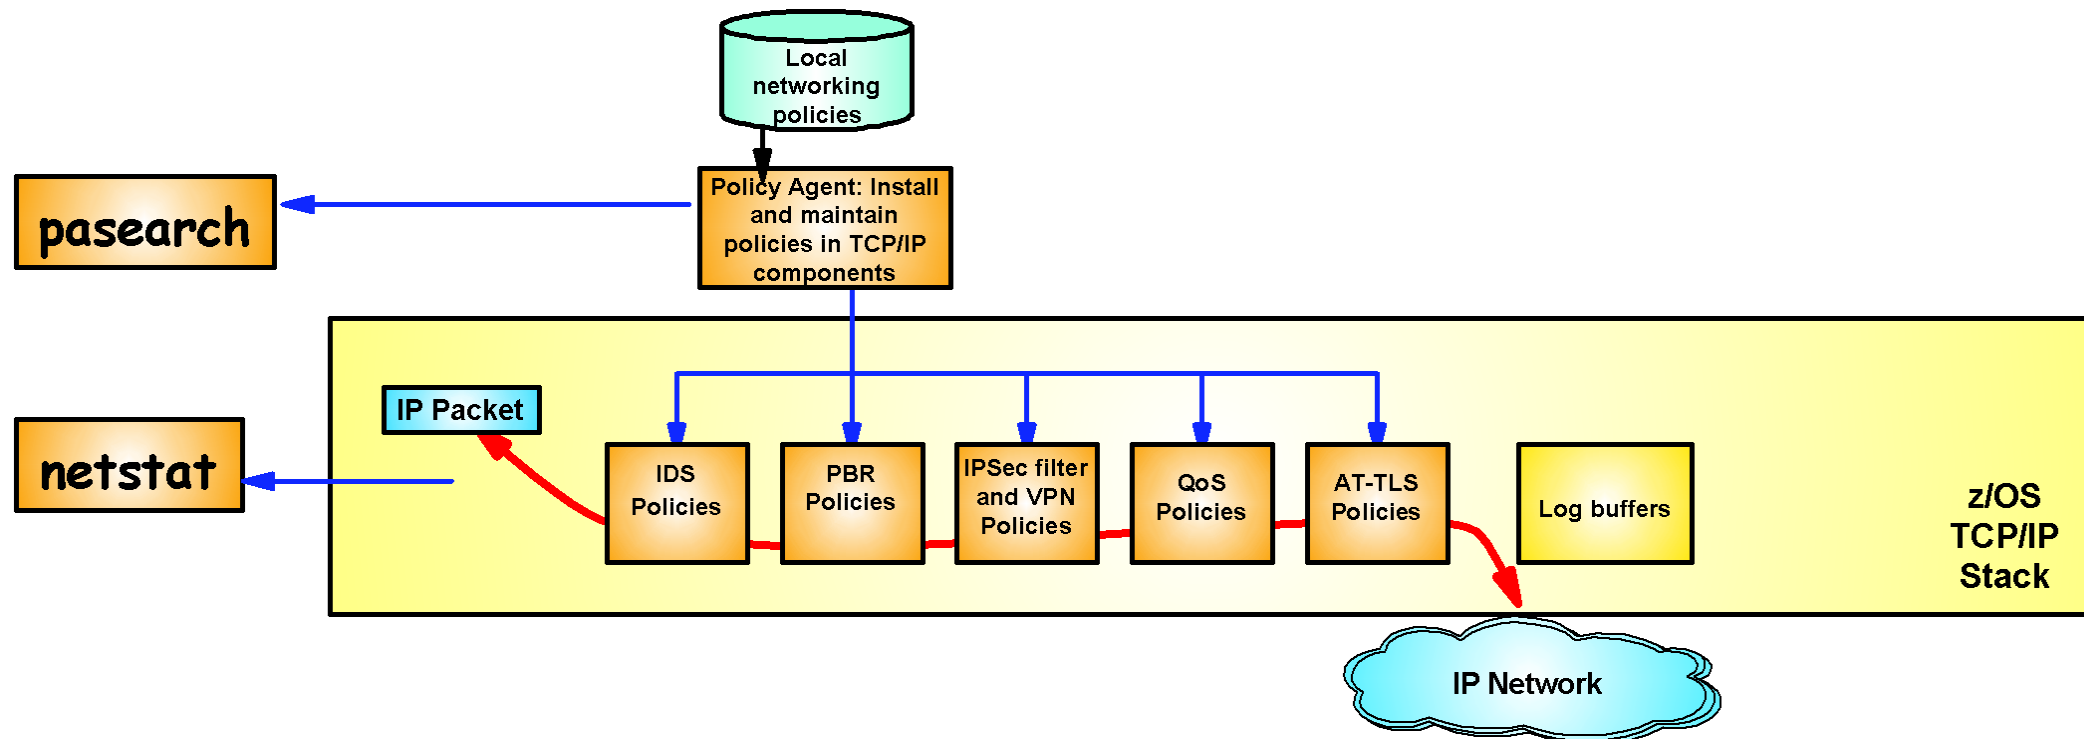 Local
networking
policies
Policy Agent: Install
and maintain
policies in TCP/IP
components
pasearch
IP Packet
netstat
IDS
Policies
PBR
Policies
IPSec filter
and VPN
Policies
QoS
Policies
AT-TLS
Policies
Log buffers
z/OS
TCP/IP
Stack
IP Network